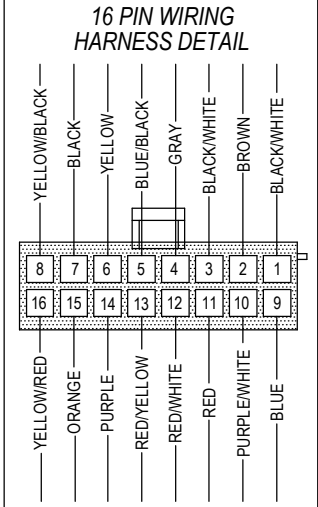 16 PIN WIRING
HARNESS DETAIL
YELLOW/BLACK
BLACK
YELLOW
BLUE/BLACK
GRAY
BLACK/WHITE
BROWN
BLACK/WHITE
8 7 6 5 4 3 2 1
16 15 14 13 12 11 10 9
YELLOW/RED
ORANGE
PURPLE
RED/YELLOW
RED/WHITE
RED
PURPLE/WHITE
BLUE